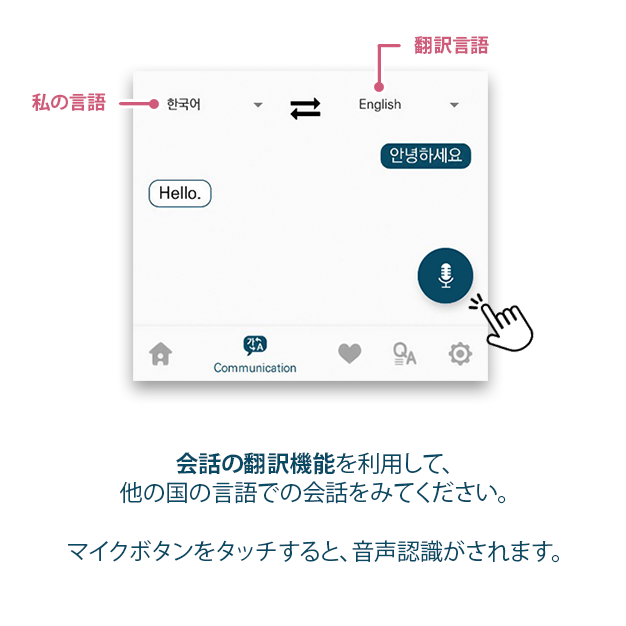 翻訳言語
私の言語
한국어
English
안녕하세요
Hello.
가
A
QA
Communication
会話の翻訳機能を利用して、
他の国の言語での会話をみてください。
マイクボタンをタッチすると、音声認識がされます。